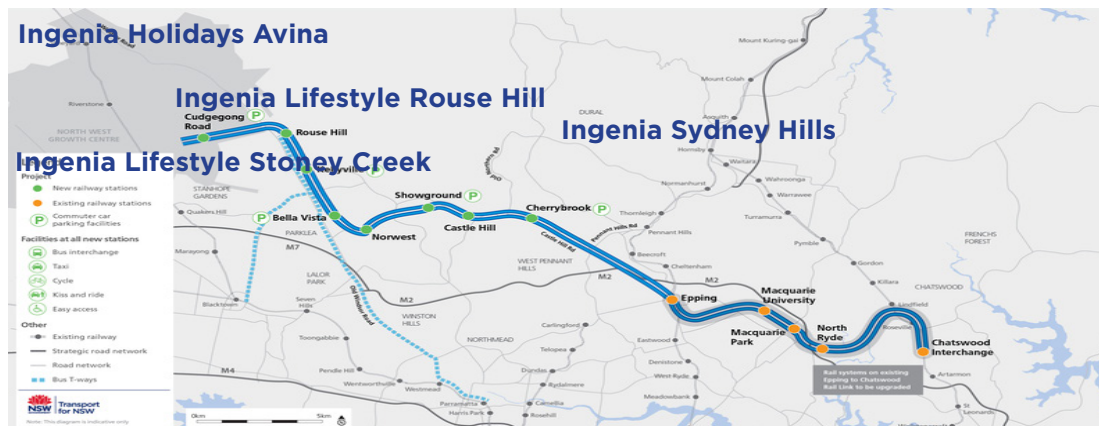 Ingenia Holidays Avina
Mount Kuring-gai
Mount Colah
Riverstone
Ingenia Lifestyle Rouse Hill
DURAL
Asquith
Cudgegong
Road
P
Rouse Hill
Ingenia Sydney Hills
NORTH WEST
GROWTH CENTRE
Hornsby
Waitara
Ingenia Lifestyle Stoney Creek
Old Northern Rd
Project
New railway stations
Existing railway stations
P
Commuter car
parking facilities
Facilities at all new stations
Bus interchange
Taxi
Cycle
Kiss and ride
Easy access
Other
Existing railway
Strategic road network
Road network
Bus T-ways
NSW
GOVERNMENT
Transport
for NSW
Note: This diagram is indicative only
Kellyville
P
STANHOPE
GARDENS
Quakers Hill
P
Bella Vista
PARKLEA
M7
Marayong
Norwest
Showground
P
Castle Hill
Cherrybrook
P
Castle Hill Rd
Pennant Hills Rd
Normanhurst
Wahroonga
Warrawee
Turramurra
Thornleigh
Pennant Hills
Pymble
FRENCHS
FOREST
Beecroft
Cheltenham
WEST PENNANT
HILLS
M2
M2
Gordon
Killara
CHATSWOOD
Lindfield
Roseville
LALOR
PARK
Blacktown
Seven
Hills
M2
Old Windsor Road
WINSTON
HILLS
Epping
Macquarie
University
Macquarie
Park
North
Ryde
Chatswood
Interchange
Toongabbie
NORTHMEAD
Carlingford
Eastwood
Telopea
Denistone
M4
Pendle Hill
Wentworthville
Westmead
Dundas
Rydalmere
West Ryde
Meadowbank
Rail systems on existing
Epping to Chatswood
Rail Link to be upgraded
Artarmon
St
Leonards
Parramatta
Harris Park
Camellia
Rosehill
0km
5km